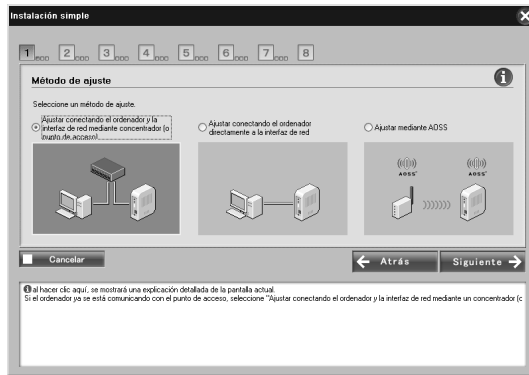 Instalación simple
1 2 3 4 5 6 7 8
Método de ajuste
Seleccione un método de ajuste.
Ajustar conectando el ordenador y la
interfaz de red mediante concentrador (o
punto de acceso)
Ajustar conectando el ordenador
directamente a la interfaz de red
Ajustar mediante AOSS
AOSS AOSS
Cancelar
Atrás
Siguiente
al hacer clic aquí, se mostrará una explicación detallada de la pantalla actual.
Si el ordenador ya se está comunicando con el punto de acceso, seleccione "Ajustar conectando el ordenador y la interfaz de red mediante un concentrador (c